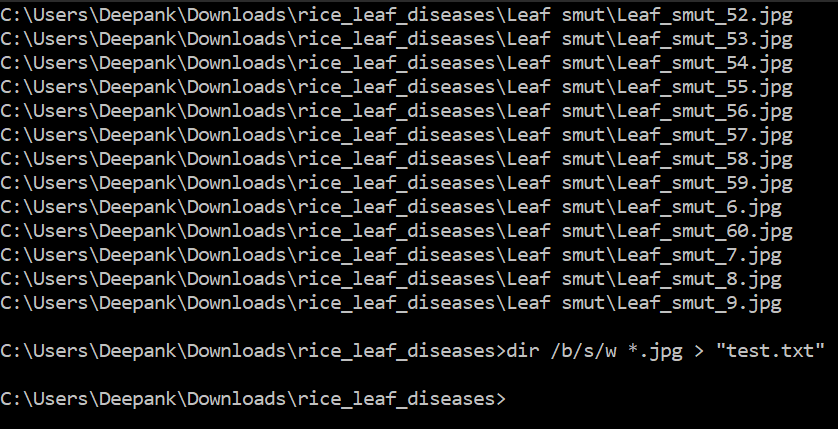 C:\Users\Deepank\Downloads\rice_leaf_diseases\Leaf smut\Leaf_smut_52.jpg
C:\Users\Deepank\Downloads\rice_leaf_diseases\Leaf smut\Leaf_smut_53.jpg
C:\Users\Deepank\Downloads\rice_leaf_diseases\Leaf smut\Leaf_smut_54.jpg
C:\Users\Deepank\Downloads\rice_leaf_diseases\Leaf smut\Leaf_smut_55.jpg
C:\Users\Deepank\Downloads\rice_leaf_diseases\Leaf smut\Leaf_smut_56.jpg
C:\Users\Deepank\Downloads\rice_leaf_diseases\Leaf smut\Leaf_smut_57.jpg
C:\Users\Deepank\Downloads\rice_leaf_diseases\Leaf smut\Leaf_smut_58.jpg
C:\Users\Deepank\Downloads\rice_leaf_diseases\Leaf smut\Leaf_smut_59.jpg
C:\Users\Deepank\Downloads\rice_leaf_diseases\Leaf smut\Leaf_smut_6.jpg
C:\Users\Deepank\Downloads\rice_leaf_diseases\Leaf smut\Leaf_smut_60.jpg
C:\Users\Deepank\Downloads\rice_leaf_diseases\Leaf smut\Leaf_smut_7.jpg
C:\Users\Deepank\Downloads\rice_leaf_diseases\Leaf smut\Leaf_smut_8.jpg
C:\Users\Deepank\Downloads\rice_leaf_diseases\Leaf smut\Leaf_smut_9.jpg
C:\Users\Deepank\Downloads\rice_leaf_diseases>dir /b/s/w *.jpg > "test.txt"
C:\Users\Deepank\Downloads\rice_leaf_diseases>